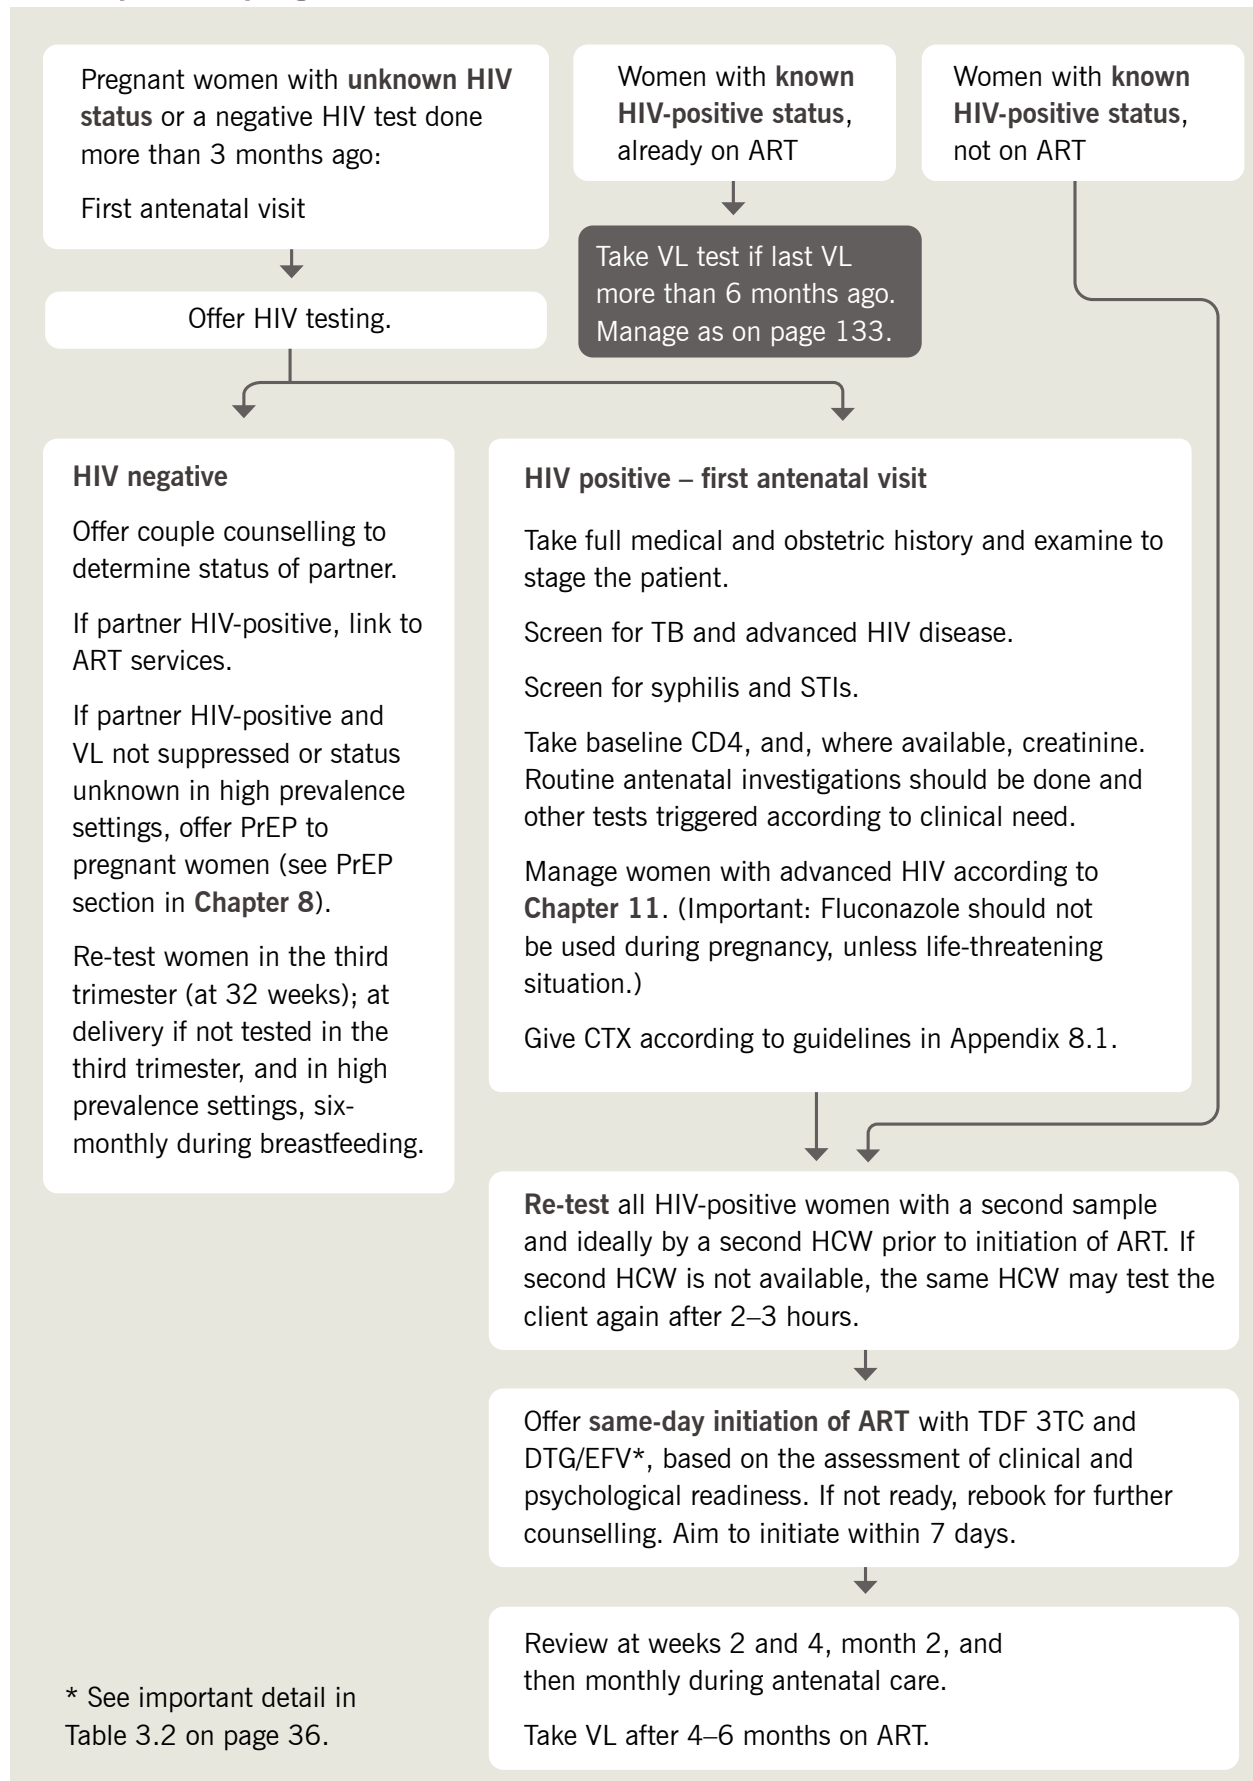 Pregnant women with unknown HIV
status or a negative HIV test done
more than 3 months ago:
First antenatal visit
Women with known
HIV-positive status,
already on ART
Women with known
HIV-positive status,
not on ART
Take VL test if last VL
more than 6 months ago.
Manage as on page 133.
Offer HIV testing.
HIV negative
Offer couple counselling to
determine status of partner.
If partner HIV-positive, link to
ART services.
If partner HIV-positive and
VL not suppressed or status
unknown in high prevalence
settings, offer PrEP to
pregnant women (see PrEP
section in Chapter 8).
Re-test women in the third
trimester (at 32 weeks); at
delivery if not tested in the
third trimester, and in high
prevalence settings, six-
monthly during breastfeeding.
HIV positive – first antenatal visit
Take full medical and obstetric history and examine to
stage the patient.
Screen for TB and advanced HIV disease.
Screen for syphilis and STIs.
Take baseline CD4, and, where available, creatinine.
Routine antenatal investigations should be done and
other tests triggered according to clinical need.
Manage women with advanced HIV according to
Chapter 11. (Important: Fluconazole should not
be used during pregnancy, unless life-threatening
situation.)
Give CTX according to guidelines in Appendix 8.1.
Re-test all HIV-positive women with a second sample
and ideally by a second HCW prior to initiation of ART. If
second HCW is not available, the same HCW may test the
client again after 2–3 hours.
Offer same-day initiation of ART with TDF 3TC and
DTG/EFV*, based on the assessment of clinical and
psychological readiness. If not ready, rebook for further
counselling. Aim to initiate within 7 days.
Review at weeks 2 and 4, month 2, and
then monthly during antenatal care.
Take VL after 4–6 months on ART.
* See important detail in
Table 3.2 on page 36.